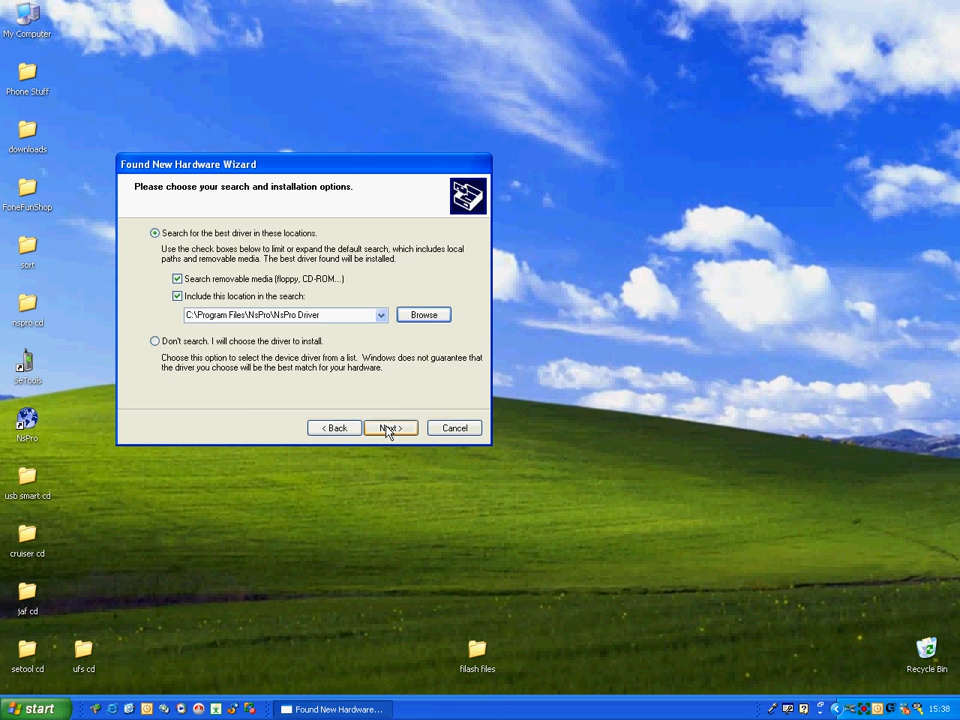 My Computer
Phone Stuff
downloads
FoneFunShop
sort
nspro cd
SeTools
NsPro
usb smart cd
cruiser cd
jaf cd
setool cd
ufs cd
flash files
Recycle Bin
Found New Hardware Wizard
Please choose your search and installation options.
Search for the best driver in these locations.
Use the check boxes below to limit or expand the default search, which includes local
paths and removable media. The best driver found will be installed.
Search removable media (floppy, CD-ROM...)
Include this location in the search:
C:\Program Files\NsPro\NsPro Driver
Browse
Don't search. I will choose the driver to install.
Choose this option to select the device driver from a list. Windows does not guarantee that
the driver you choose will be the best match for your hardware.
< Back
Next >
Cancel
start
Found New Hardware...
15:38